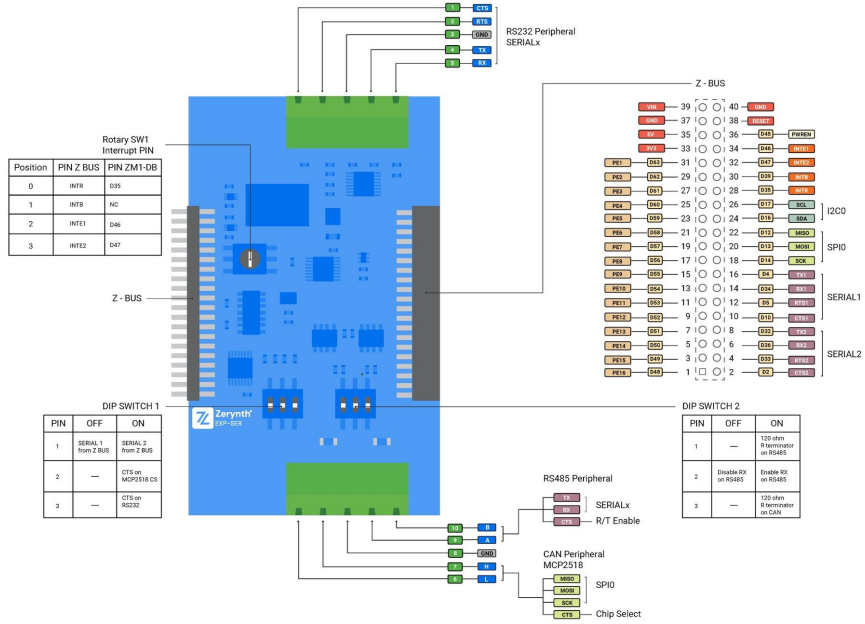 1 CTS
2 RTS
3 GND
4 TX
5 RX
RS232 Peripheral
SERIALx
Rotary SW1
Interrupt PIN
Position PIN Z BUS PIN ZM1-DB
0 INTR D35
1 INTB NC
2 INTE1 D46
3 INTE2 D47
Z - BUS
Z - BUS
VIN 39 40 GND
GND 37 38 RESET
5V 35 36 D45 PWREN
3V3 33 34 D46 INTE1
PE1 D63 31 32 D47 INTE2
PE2 D62 29 30 D39 INTB
PE3 D61 27 28 D35 INTR
PE4 D60 25 26 D17 SCL
PE5 D59 23 24 D16 SDA
I2C0
PE6 D58 21 22 D12 MISO
PE7 D57 19 20 D13 MOSI
PE8 D56 17 18 D14 SCK
SPI0
PE9 D55 15 16 D4 TX1
PE10 D54 13 14 D34 RX1
PE11 D53 11 12 D5 RTS1
PE12 D52 9 10 D10 CTS1
SERIAL1
PE13 D51 7 8 D32 TX2
PE14 D50 5 6 D36 RX2
PE15 D49 3 4 D33 RTS2
PE16 D48 1 2 D2 CTS2
SERIAL2
DIP SWITCH 1
PIN OFF ON
1 SERIAL 1 from Z BUS SERIAL 2 from Z BUS
2 — CTS on MCP2518 CS
3 — CTS on RS232
Zerynth®
EXP-SER
DIP SWITCH 2
PIN OFF ON
1 — 120 ohm R terminator on RS485
2 Disable RX on RS485 Enable RX on RS485
3 — 120 ohm R terminator on CAN
10 B
9 A
8 GND
7 H
6 L
RS485 Peripheral
TX
RX
SERIALx
CTS R/T Enable
CAN Peripheral
MCP2518
MISO
MOSI
SCK
SPI0
CTS Chip Select